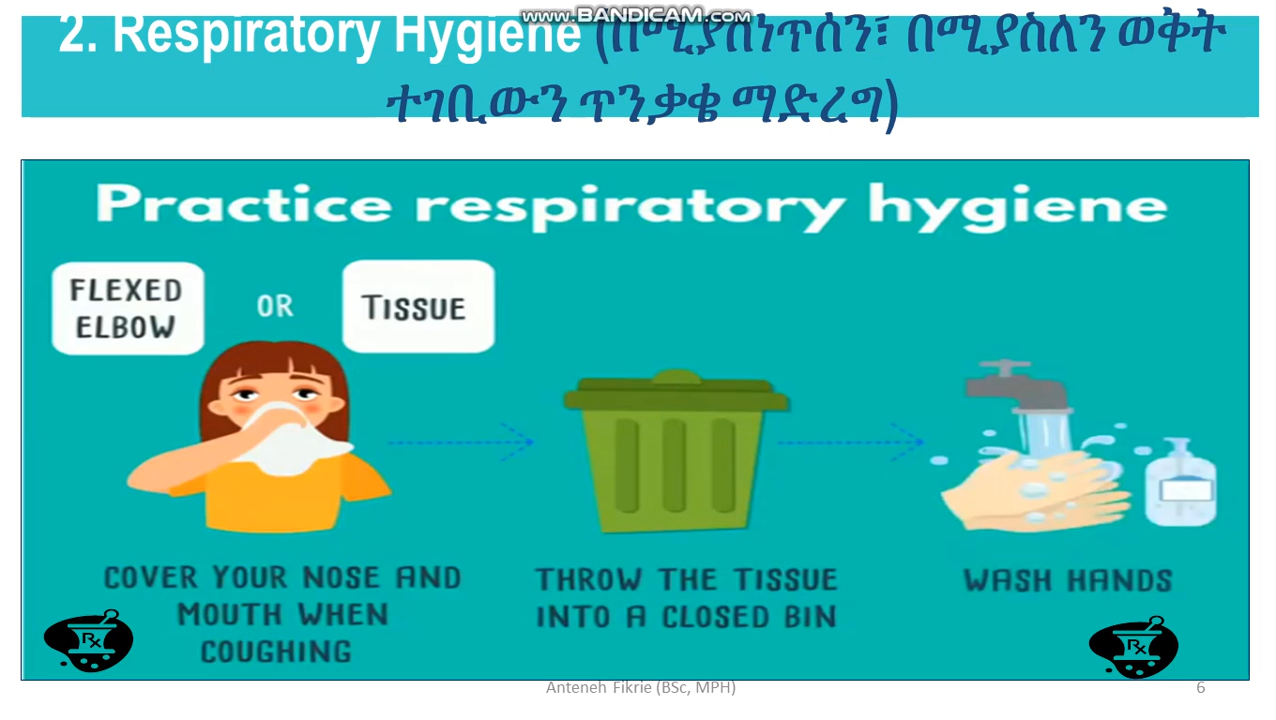 www.BANDICAM.com
2. Respiratory Hygiene (በሚያስነጥሰን፣ በሚያስለን ወቅት
ተገቢውን ጥንቃቄ ማድረግ)
Practice respiratory hygiene
FLEXED
ELBOW
OR
TISSUE
COVER YOUR NOSE AND
MOUTH WHEN
COUGHING
THROW THE TISSUE
INTO A CLOSED BIN
WASH HANDS
Rx
Rx
Anteneh Fikrie (BSc, MPH)
6